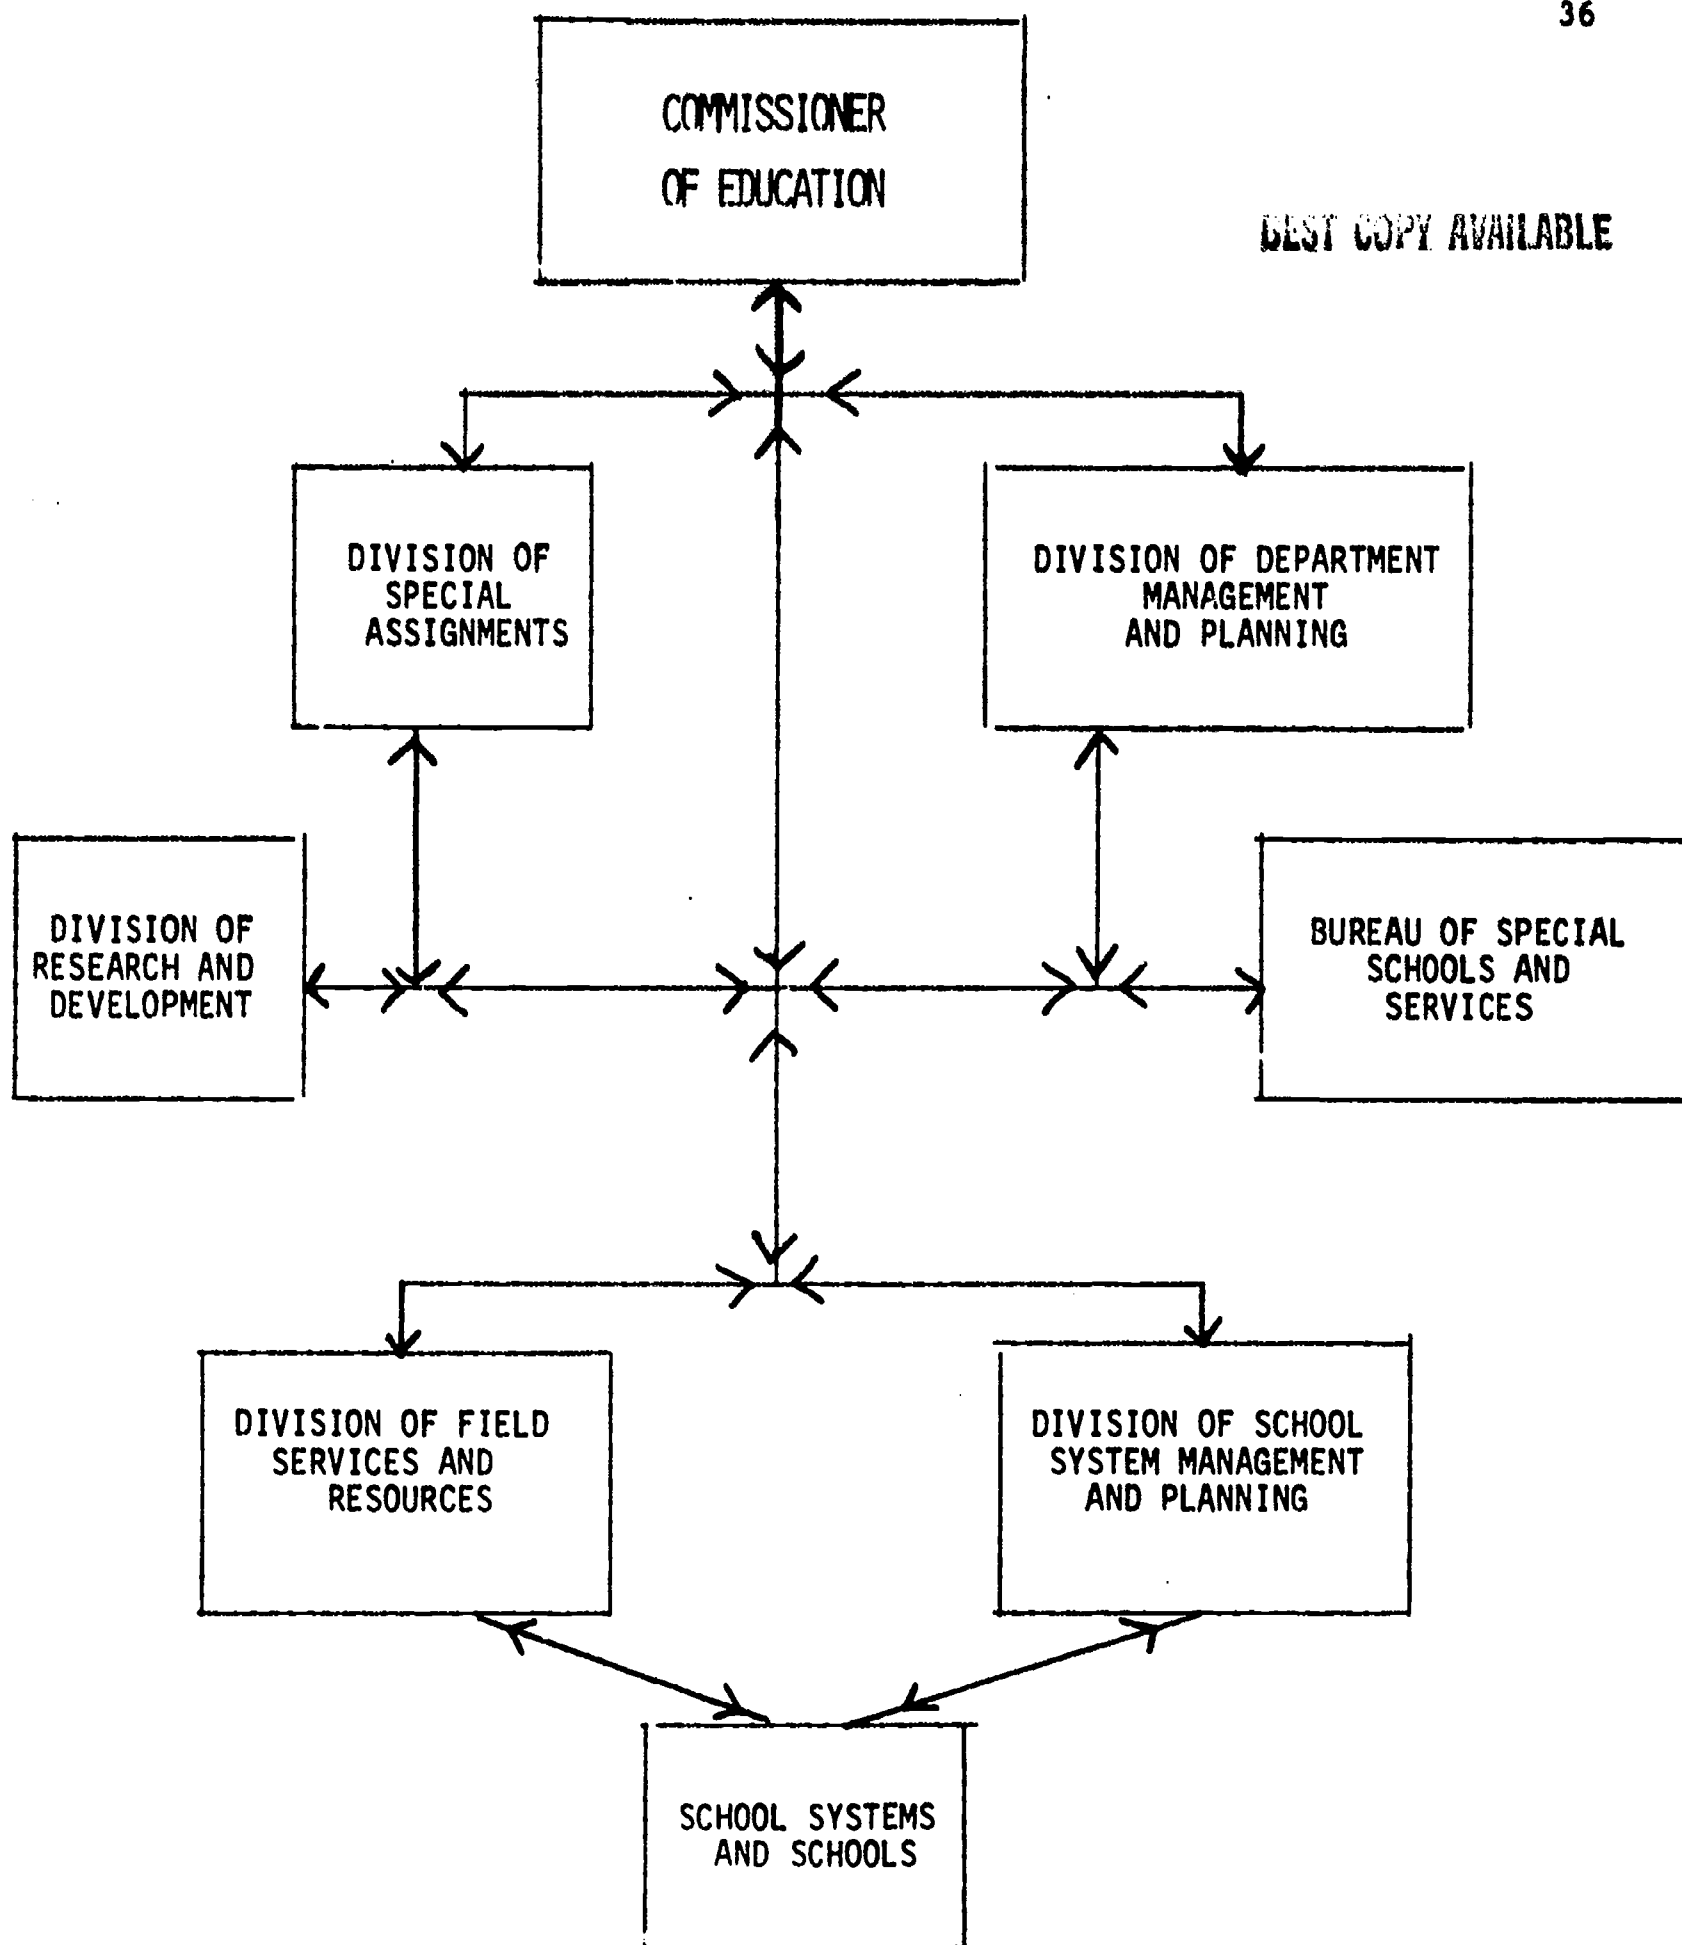 36
COMMISSIONER
OF EDUCATION
BEST COPY AVAILABLE
DIVISION OF
SPECIAL
ASSIGNMENTS
DIVISION OF DEPARTMENT
MANAGEMENT
AND PLANNING
DIVISION OF
RESEARCH AND
DEVELOPMENT
BUREAU OF SPECIAL
SCHOOLS AND
SERVICES
DIVISION OF FIELD
SERVICES AND
RESOURCES
DIVISION OF SCHOOL
SYSTEM MANAGEMENT
AND PLANNING
SCHOOL SYSTEMS
AND SCHOOLS